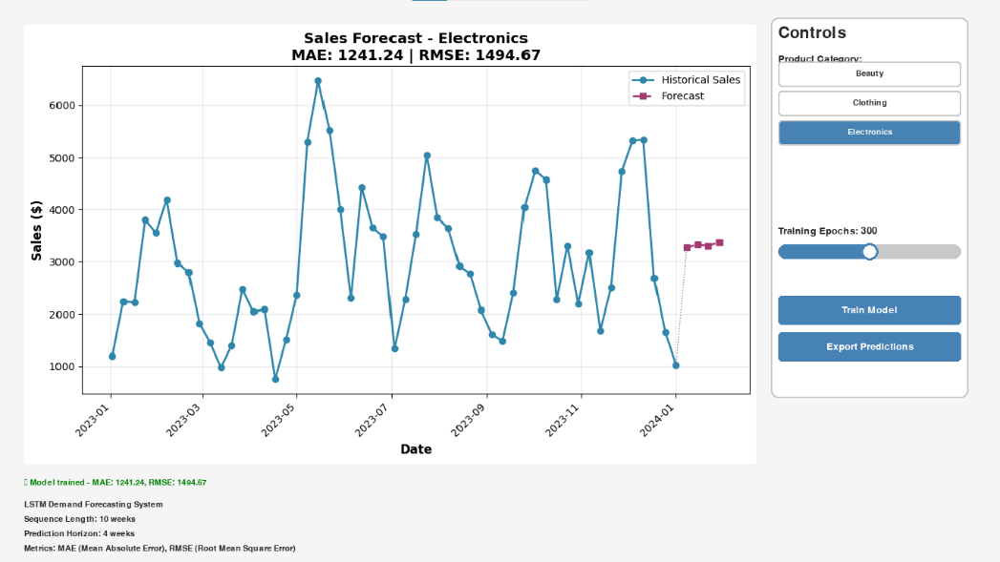 Sales Forecast - Electronics
MAE: 1241.24 | RMSE: 1494.67
Historical Sales
Forecast
6000
5000
4000
3000
2000
1000
Sales ($)
2023-01
2023-03
2023-05
2023-07
2023-09
2023-11
2024-01
Date
Controls
Product Category:
Beauty
Clothing
Electronics
Training Epochs: 300
Train Model
Export Predictions
Model trained - MAE: 1241.24, RMSE: 1494.67
LSTM Demand Forecasting System
Sequence Length: 10 weeks
Prediction Horizon: 4 weeks
Metrics: MAE (Mean Absolute Error), RMSE (Root Mean Square Error)